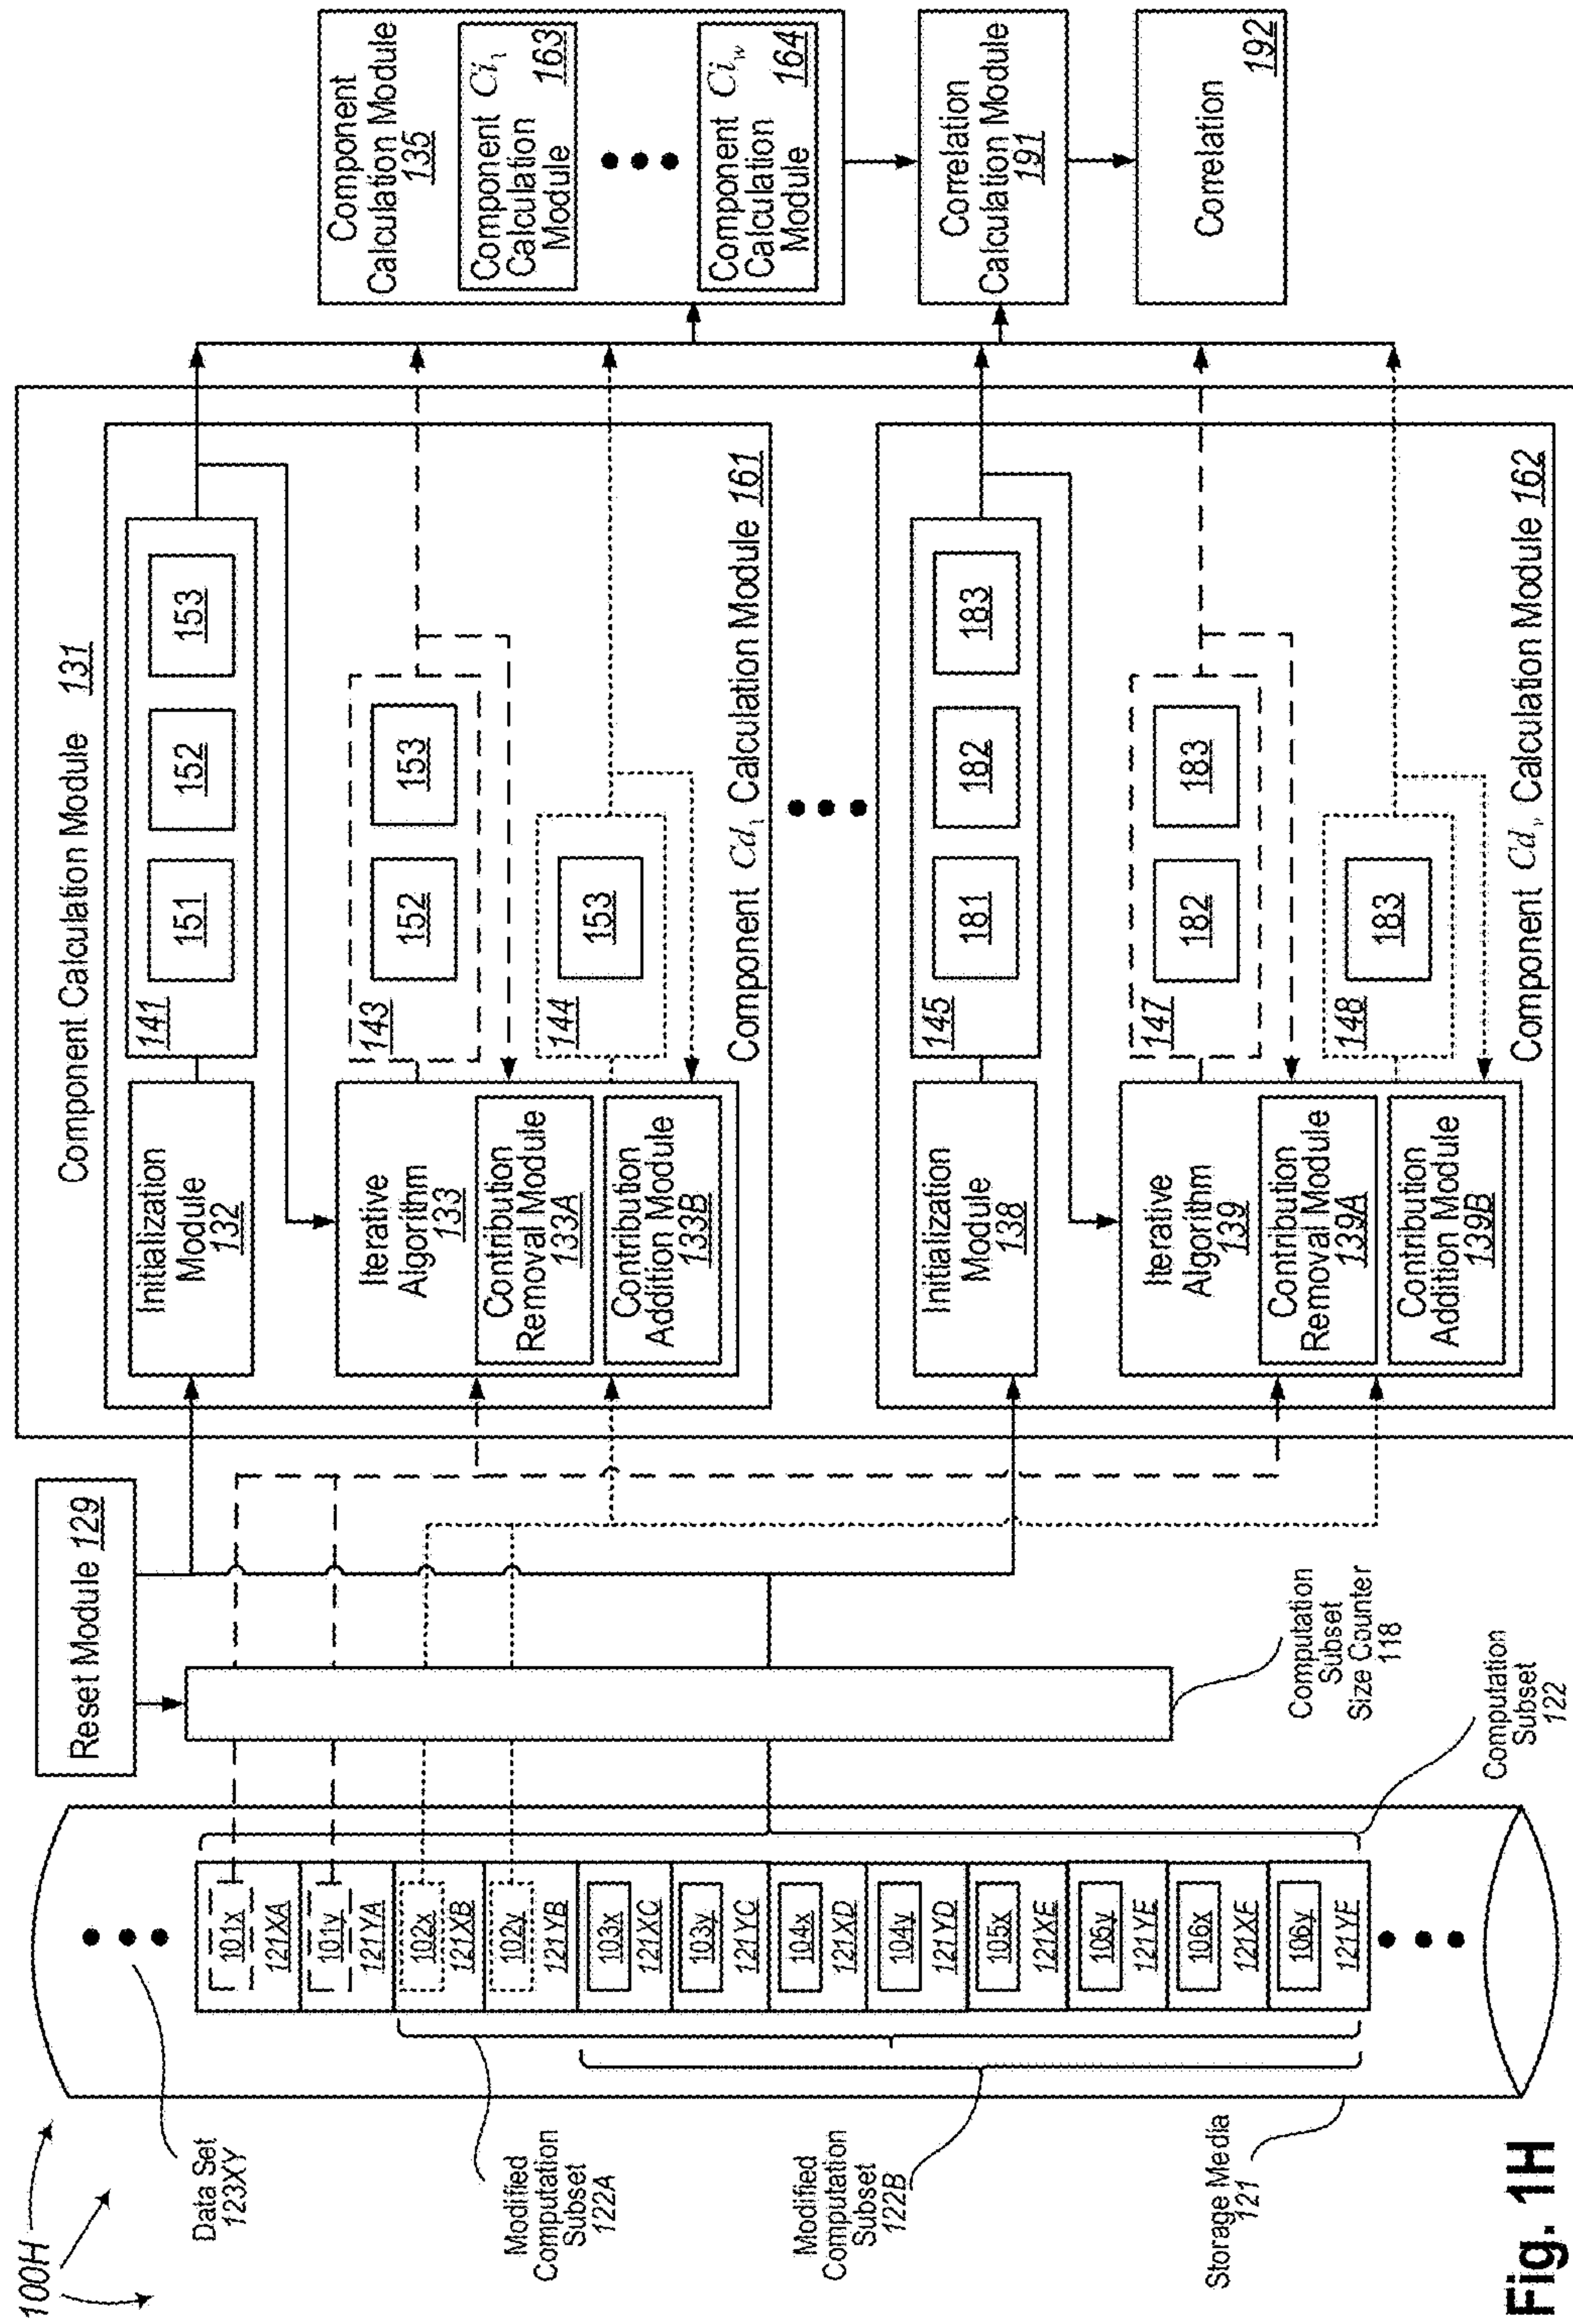 100H
Data Set
123XY
Modified
Computation
Subset
122A
Modified
Computation
Subset
122B
Storage Media
121
101x
121XA
101y
121YA
102x
121XB
102y
121YB
103x
121XC
103y
121YC
104x
121XD
104y
121YD
105x
121XE
105y
121YE
106x
121XF
106y
121YF
Computation
Subset
122
Computation
Subset
Size Counter
118
Reset Module 129
Component Calculation Module 131
Initialization
Module
132
141
151
152
153
Iterative
Algorithm
133
Contribution
Removal Module
133A
Contribution
Addition Module
133B
143
152
153
144
153
Component Cd₁ Calculation Module 161
Initialization
Module
138
145
181
182
183
Iterative
Algorithm
139
Contribution
Removal Module
139A
Contribution
Addition Module
139B
147
182
183
148
183
Component Cdᵥ Calculation Module 162
Component
Calculation Module
135
Component Ci₁
Calculation
Module 163
Component Ciw
Calculation
Module 164
Correlation
Calculation Module
191
Correlation
192
Fig. 1H